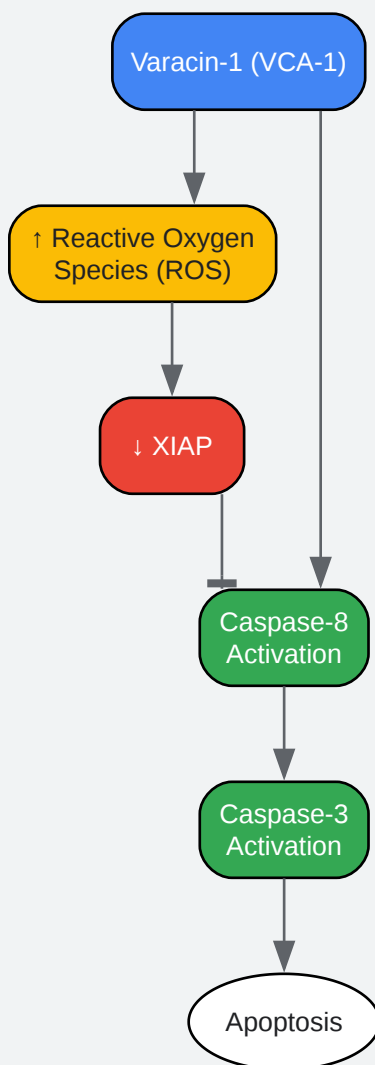 Varacin-1 (VCA-1)
↑ Reactive Oxygen
Species (ROS)
↓ XIAP
Caspase-8
Activation
Caspase-3
Activation
Apoptosis